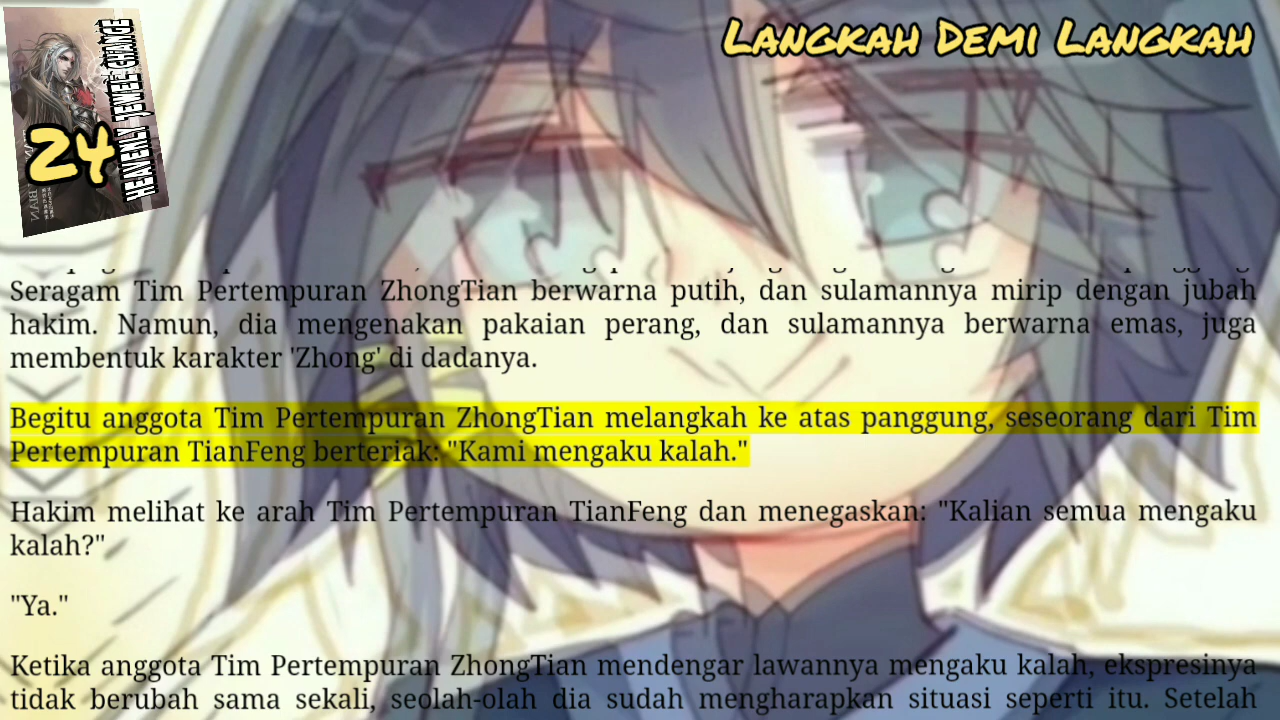 Langkah Demi Langkah
HEAVENLY JEWEL CHANGE
24
Seragam Tim Pertempuran ZhongTian berwarna putih, dan sulamannya mirip dengan jubah
hakim. Namun, dia mengenakan pakaian perang, dan sulamannya berwarna emas, juga
membentuk karakter 'Zhong' di dadanya.
Begitu anggota Tim Pertempuran ZhongTian melangkah ke atas panggung, seseorang dari Tim
Pertempuran TianFeng berteriak: "Kami mengaku kalah."
Hakim melihat ke arah Tim Pertempuran TianFeng dan menegaskan: "Kalian semua mengaku
kalah?"
"Ya."
Ketika anggota Tim Pertempuran ZhongTian mendengar lawannya mengaku kalah, ekspresinya
tidak berubah sama sekali, seolah-olah dia sudah mengharapkan situasi seperti itu. Setelah